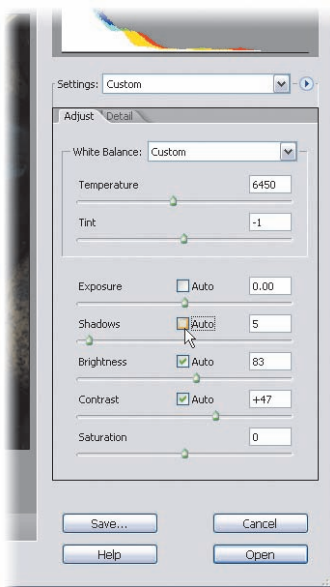 Settings: Custom
Adjust Detail
White Balance: Custom
Temperature 6450
Tint -1
Exposure Auto 0.00
Shadows Auto 5
Brightness Auto 83
Contrast Auto +47
Saturation 0
Save... Cancel
Help Open